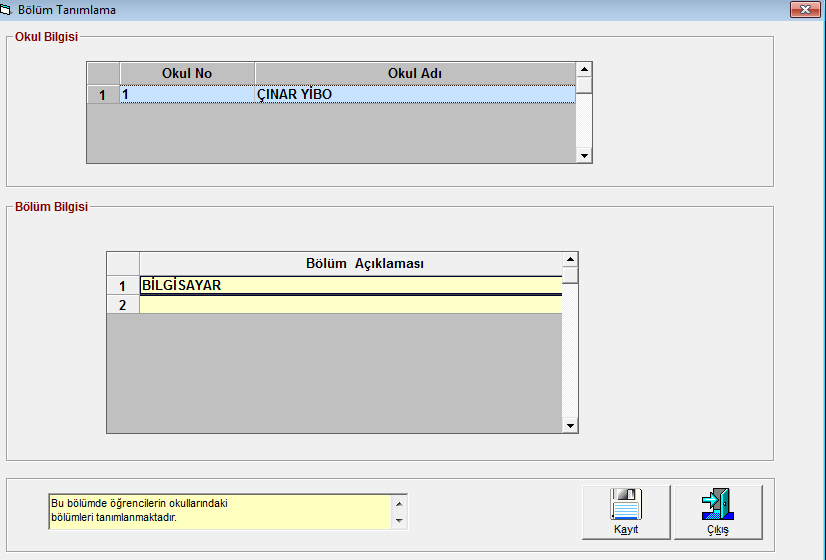 Bölüm Tanımlama
Okul Bilgisi
Okul No Okul Adı
1 1 ÇINAR YİBO
Bölüm Bilgisi
Bölüm Açıklaması
1 BİLGİSAYAR
2
Bu bölümde öğrencilerin okullarındaki
bölümleri tanımlanmaktadır.
Kayıt Çıkış